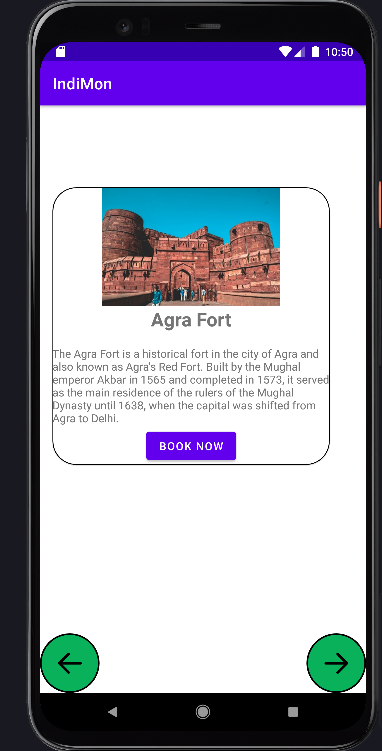 10:50
IndiMon
Agra Fort
The Agra Fort is a historical fort in the city of Agra and
also known as Agra's Red Fort. Built by the Mughal
emperor Akbar in 1565 and completed in 1573, it served
as the main residence of the rulers of the Mughal
Dynasty until 1638, when the capital was shifted from
Agra to Delhi.
BOOK NOW